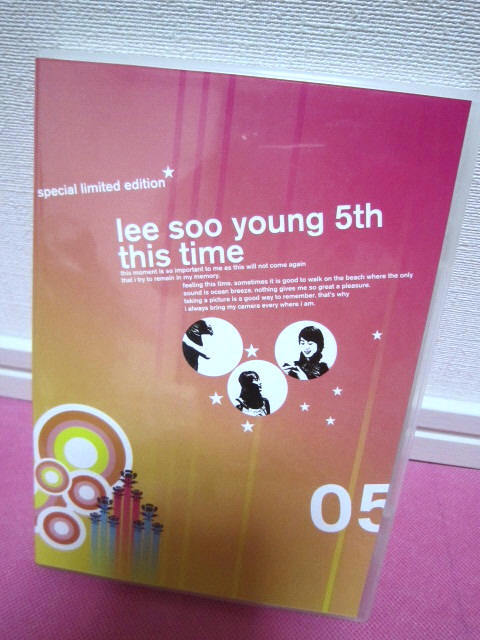 special limited edition
lee soo young 5th
this time
this moment is so important to me as this will not come again
that i try to remain in my memory.
feeling this time. sometimes it is good to walk on the beach where the only
sound is ocean breeze. nothing gives me so great a pleasure.
taking a picture is a good way to remember. that's why
i always bring my camera every where i am.
05